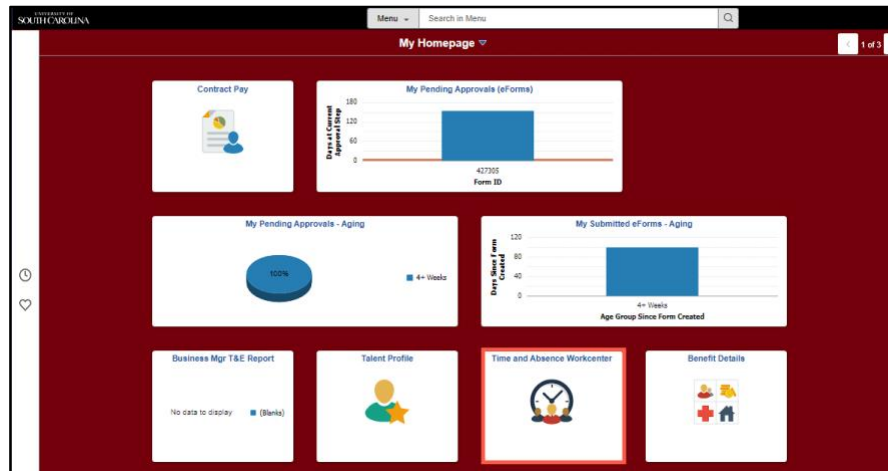 UNIVERSITY OF
SOUTH CAROLINA
Menu
Search in Menu
My Homepage
1 of 3
Contract Pay
My Pending Approvals (eForms)
Days at Current
Approval Step
180
120
60
0
427305
Form ID
My Pending Approvals - Aging
100%
4+ Weeks
My Submitted eForms - Aging
Days Since Form
Created
120
80
40
0
4+ Weeks
Age Group Since Form Created
Business Mgr T&E Report
No data to display
(Blanks)
Talent Profile
Time and Absence Workcenter
Benefit Details